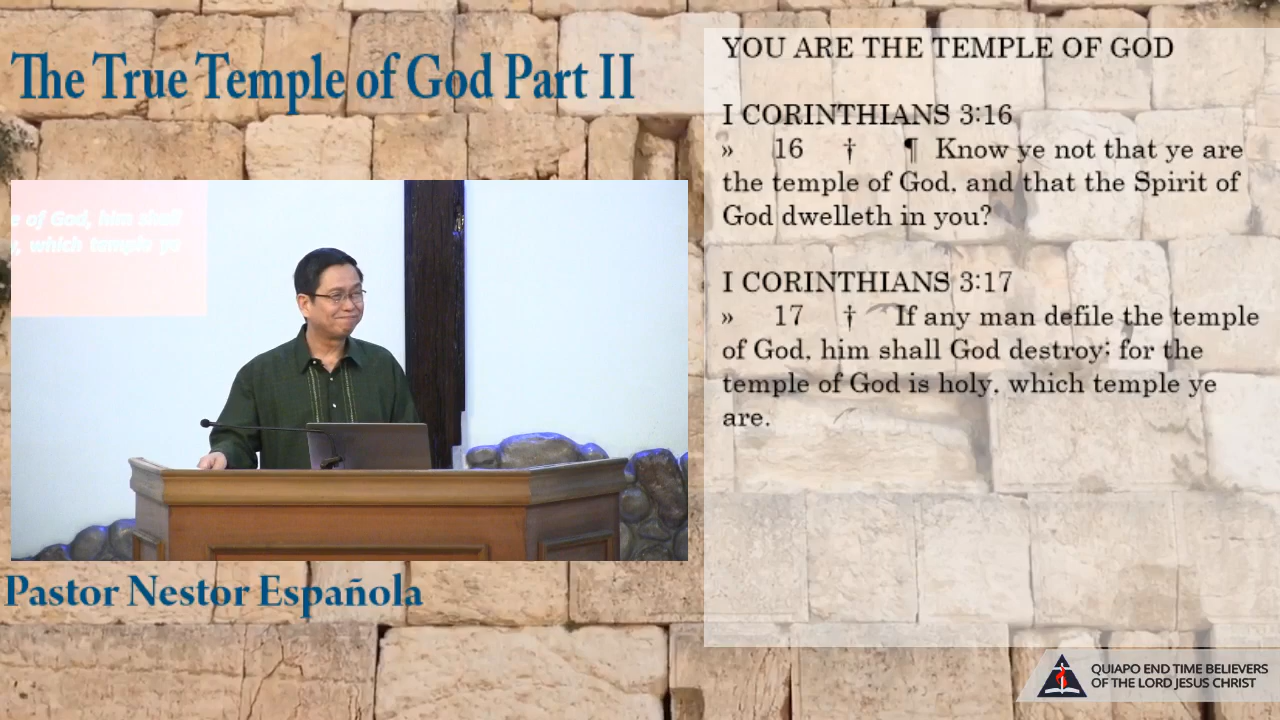 The True Temple of God Part II
e of God, him shall
, which temple ye
Pastor Nestor Española
YOU ARE THE TEMPLE OF GOD
I CORINTHIANS 3:16
» 16 † ¶ Know ye not that ye are
the temple of God, and that the Spirit of
God dwelleth in you?
I CORINTHIANS 3:17
» 17 † If any man defile the temple
of God, him shall God destroy; for the
temple of God is holy, which temple ye
are.
QUIAPO END TIME BELIEVERS
OF THE LORD JESUS CHRIST